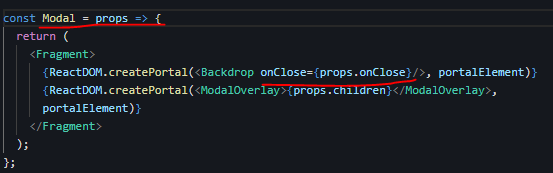 const Modal = props => {
return (
<Fragment>
{ReactDOM.createPortal(<Backdrop onClose={props.onClose}/>, portalElement)}
{ReactDOM.createPortal(<ModalOverlay>{props.children}</ModalOverlay>,
portalElement)}
</Fragment>
);
};